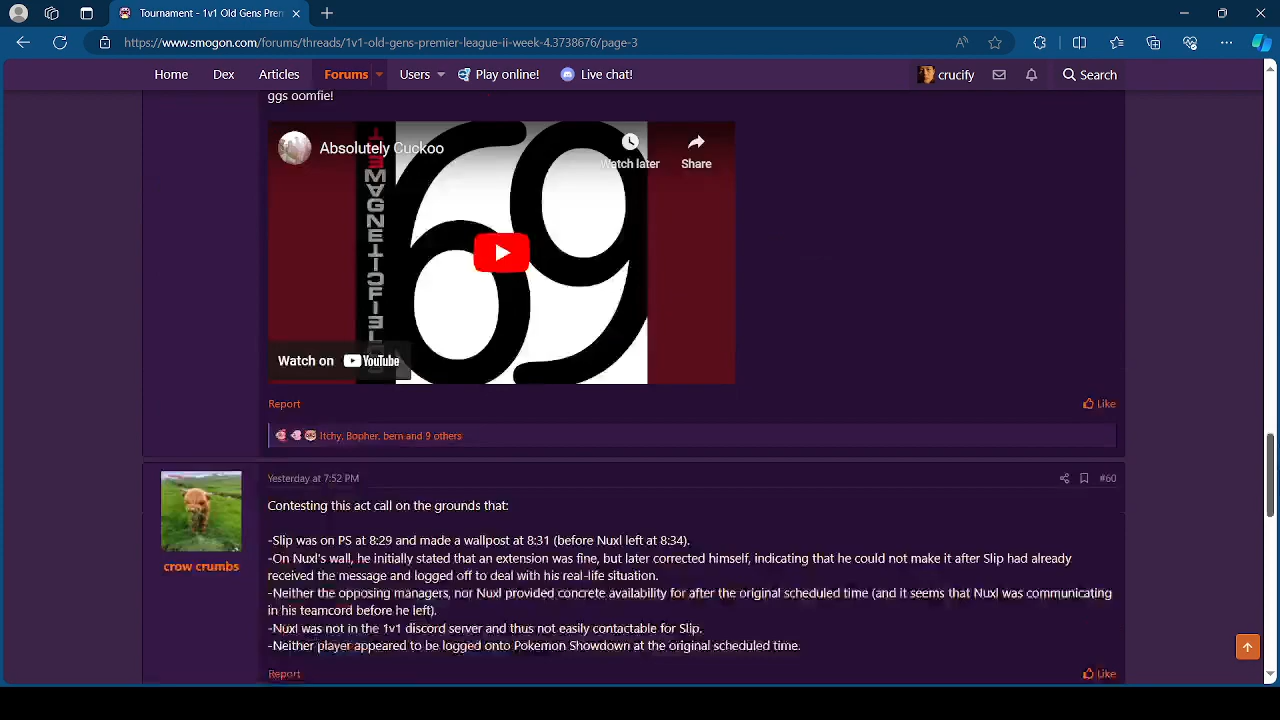 Tournament - 1v1 Old Gens Prem
https://www.smogon.com/forums/threads/1v1-old-gens-premier-league-ii-week-4.3738676/page-3
Home Dex Articles Forums Users Play online! Live chat! crucify Search
ggs oomfie!
Absolutely Cuckoo
Watch later Share
THE MAGNETIC FIELDS
69
Watch on YouTube
Report Like
Itchy, Bopher, bern and 9 others
Yesterday at 7:52 PM #60
Contesting this act call on the grounds that:
-Slip was on PS at 8:29 and made a wallpost at 8:31 (before Nuxl left at 8:34).
-On Nuxl's wall, he initially stated that an extension was fine, but later corrected himself, indicating that he could not make it after Slip had already
received the message and logged off to deal with his real-life situation.
crow crumbs
-Neither the opposing managers, nor Nuxl provided concrete availability for after the original scheduled time (and it seems that Nuxl was communicating
in his teamcord before he left).
-Nuxl was not in the 1v1 discord server and thus not easily contactable for Slip.
-Neither player appeared to be logged onto Pokemon Showdown at the original scheduled time.
Report Like